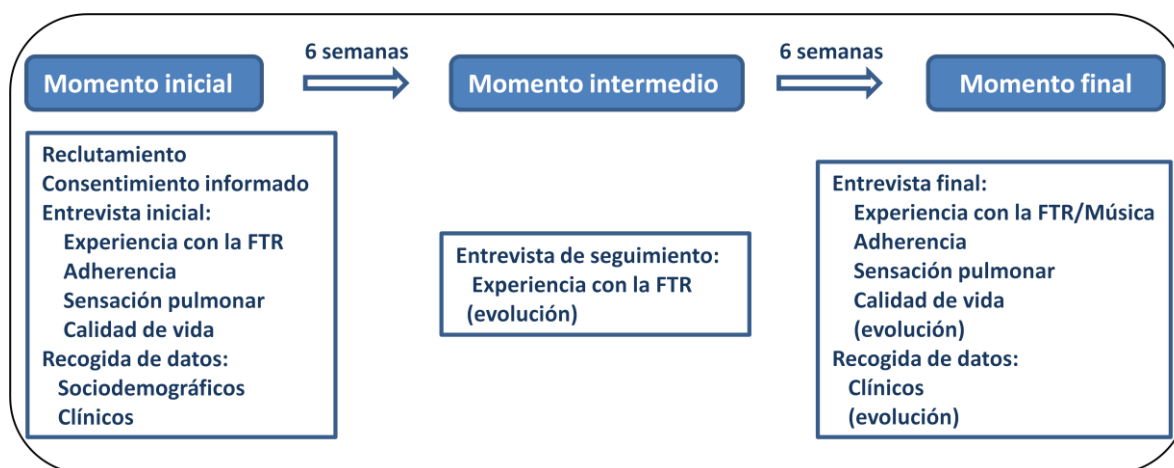 6 semanas
6 semanas
Momento inicial
Momento intermedio
Momento final
Reclutamiento
Consentimiento informado
Entrevista inicial:
Experiencia con la FTR
Adherencia
Sensación pulmonar
Calidad de vida
Recogida de datos:
Sociodemográficos
Clínicos
Entrevista de seguimiento:
Experiencia con la FTR
(evolución)
Entrevista final:
Experiencia con la FTR/Música
Adherencia
Sensación pulmonar
Calidad de vida
(evolución)
Recogida de datos:
Clínicos
(evolución)